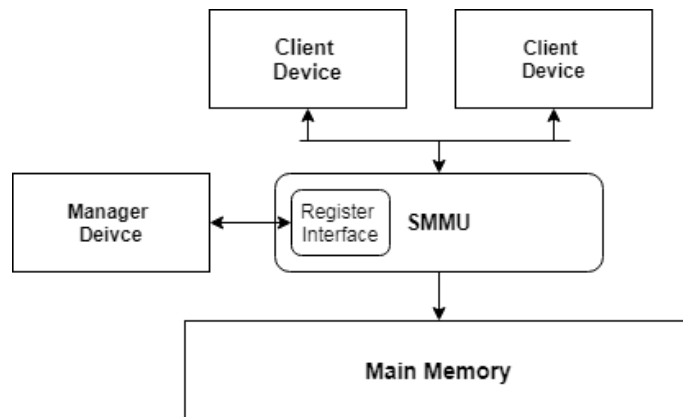 Client
Device
Client
Device
Manager
Deivce
Register
Interface
SMMU
Main Memory